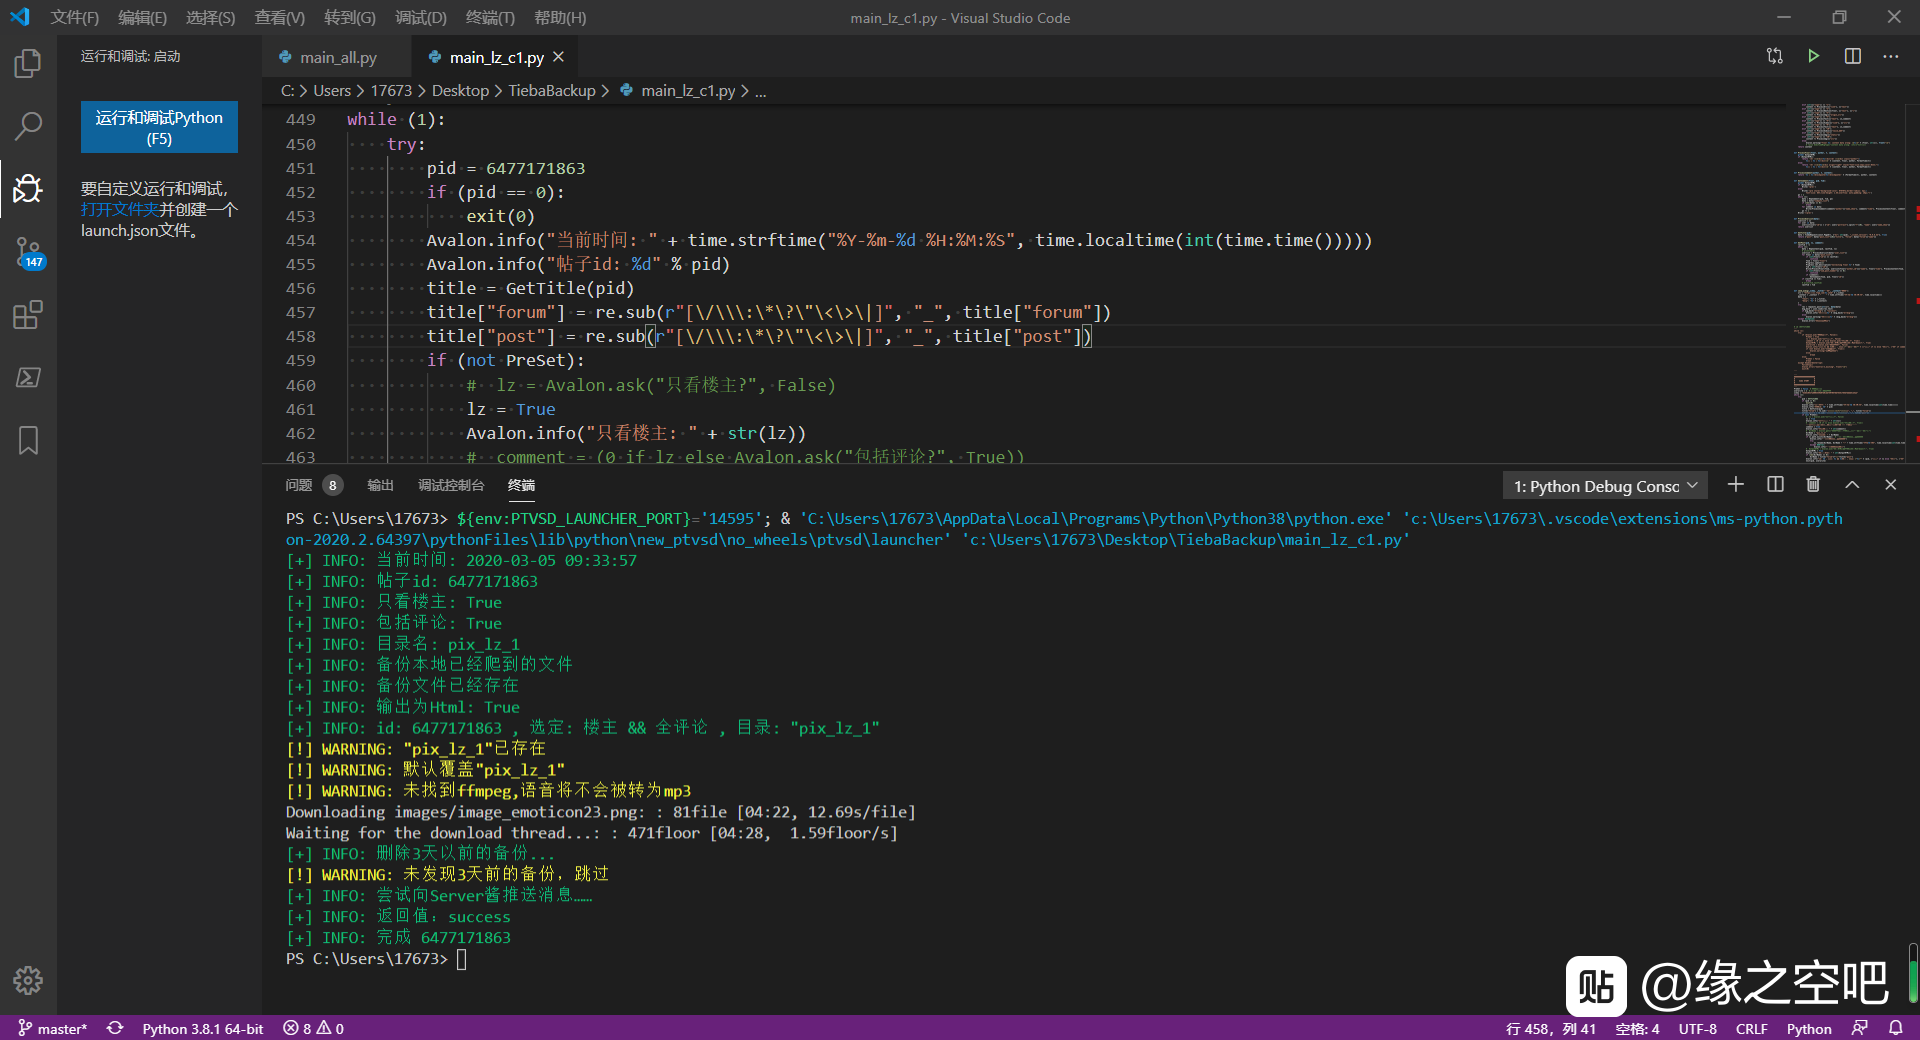 文件(F) 编辑(E) 选择(S) 查看(V) 转到(G) 调试(D) 终端(T) 帮助(H) main_lz_c1.py - Visual Studio Code
运行和调试: 启动
main_all.py main_lz_c1.py
C: > Users > 17673 > Desktop > TiebaBackup > main_lz_c1.py > ...
运行和调试Python
(F5)
要自定义运行和调试,
打开文件夹并创建一个
launch.json文件。
147
449 while (1):
450 try:
451 pid = 6477171863
452 if (pid == 0):
453 exit(0)
454 Avalon.info("当前时间: " + time.strftime("%Y-%m-%d %H:%M:%S", time.localtime(int(time.time()))))
455 Avalon.info("帖子id: %d" % pid)
456 title = GetTitle(pid)
457 title["forum"] = re.sub(r"[\/\\\:\*\?\"\<\>\|]", "_", title["forum"])
458 title["post"] = re.sub(r"[\/\\\:\*\?\"\<\>\|]", "_", title["post"])
459 if (not PreSet):
460 # lz = Avalon.ask("只看楼主?", False)
461 lz = True
462 Avalon.info("只看楼主: " + str(lz))
463 # comment = (0 if lz else Avalon.ask("包括评论?", True))
问题 8 输出 调试控制台 终端 1: Python Debug Consc
PS C:\Users\17673> ${env:PTVSD_LAUNCHER_PORT}='14595'; & 'C:\Users\17673\AppData\Local\Programs\Python\Python38\python.exe' 'c:\Users\17673\.vscode\extensions\ms-python.pyth
on-2020.2.64397\pythonFiles\lib\python\new_ptvsd\no_wheels\ptvsd\launcher' 'c:\Users\17673\Desktop\TiebaBackup\main_lz_c1.py'
[+] INFO: 当前时间: 2020-03-05 09:33:57
[+] INFO: 帖子id: 6477171863
[+] INFO: 只看楼主: True
[+] INFO: 包括评论: True
[+] INFO: 目录名: pix_lz_1
[+] INFO: 备份本地已经爬到的文件
[+] INFO: 备份文件已经存在
[+] INFO: 输出为Html: True
[+] INFO: id: 6477171863 , 选定: 楼主 && 全评论 , 目录: "pix_lz_1"
[!] WARNING: "pix_lz_1"已存在
[!] WARNING: 默认覆盖"pix_lz_1"
[!] WARNING: 未找到ffmpeg,语音将不会被转为mp3
Downloading images/image_emoticon23.png: : 81file [04:22, 12.69s/file]
Waiting for the download thread...: : 471floor [04:28, 1.59floor/s]
[+] INFO: 删除3天以前的备份...
[!] WARNING: 未发现3天前的备份, 跳过
[+] INFO: 尝试向Server酱推送消息……
[+] INFO: 返回值: success
[+] INFO: 完成 6477171863
PS C:\Users\17673>
贴 @缘之空吧
master* Python 3.8.1 64-bit 8 0 行 458, 列 41 空格: 4 UTF-8 CRLF Python